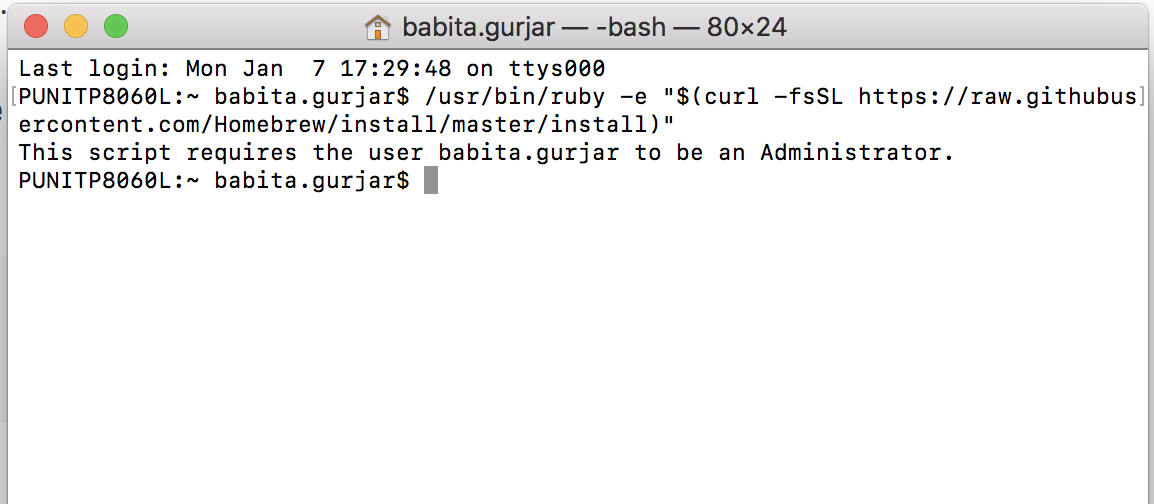 babita.gurjar — -bash — 80×24
Last login: Mon Jan  7 17:29:48 on ttys000
[PUNITP8060L:~ babita.gurjar$ /usr/bin/ruby -e "$(curl -fsSL https://raw.githubus]
ercontent.com/Homebrew/install/master/install)"
This script requires the user babita.gurjar to be an Administrator.
PUNITP8060L:~ babita.gurjar$